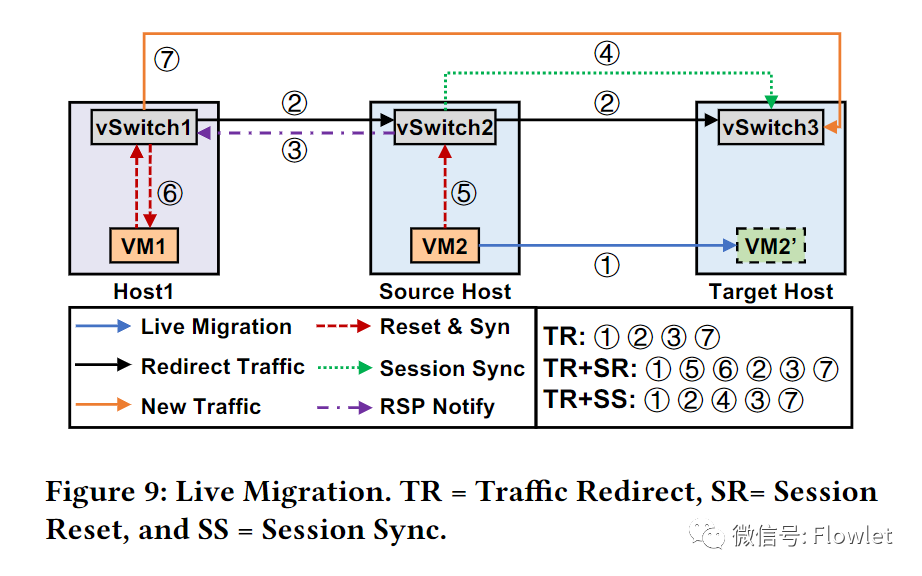 ⑦
④
②
②
vSwitch1
vSwitch2
vSwitch3
③
⑥
⑤
VM1
VM2
VM2’
①
Host1
Source Host
Target Host
Live Migration
Reset & Syn
Redirect Traffic
Session Sync
New Traffic
RSP Notify
TR: ① ② ③ ⑦
TR+SR: ① ⑤ ⑥ ② ③ ⑦
TR+SS: ① ② ④ ③ ⑦
Figure 9: Live Migration. TR = Traffic Redirect, SR= Session
Reset, and SS = Session Sync.
微信号: Flowlet